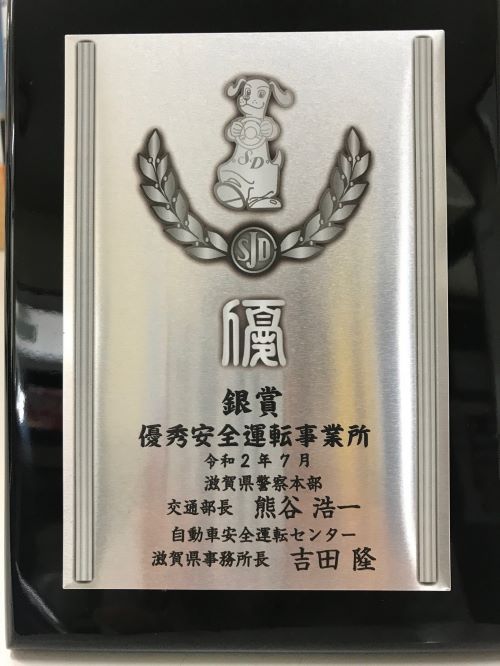 SD
SJD
優
銀賞
優秀安全運転事業所
令和2年7月
滋賀県警察本部
交通部長 熊谷 浩一
自動車安全運転センター
滋賀県事務所長 吉田 隆